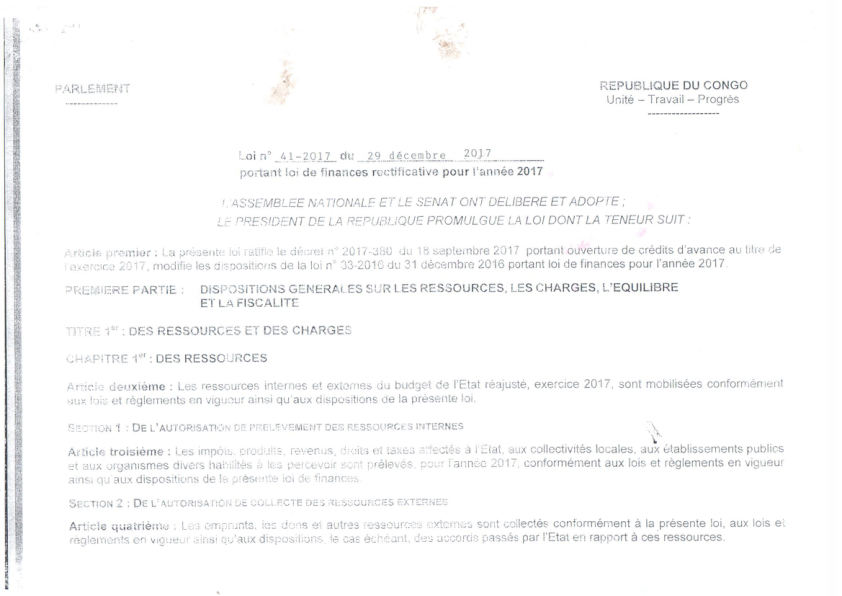 PARLEMENT
REPUBLIQUE DU CONGO
Unité – Travail – Progrès
Loi n° 41-2017 du 29 décembre 2017
portant loi de finances rectificative pour l'année 2017
L'ASSEMBLEE NATIONALE ET LE SENAT ONT DELIBERE ET ADOPTE ;
LE PRESIDENT DE LA REPUBLIQUE PROMULGUE LA LOI DONT LA TENEUR SUIT :
Article premier : La présente loi ratifie le décret n° 2017-380 du 18 septembre 2017 portant ouverture de crédits d'avance au titre de
l'exercice 2017, modifie les dispositions de la loi n° 33-2016 du 31 décembre 2016 portant loi de finances pour l'année 2017.
PREMIERE PARTIE : DISPOSITIONS GENERALES SUR LES RESSOURCES, LES CHARGES, L'EQUILIBRE
ET LA FISCALITE
TITRE 1er : DES RESSOURCES ET DES CHARGES
CHAPITRE 1er : DES RESSOURCES
Article deuxième : Les ressources internes et externes du budget de l'Etat réajusté, exercice 2017, sont mobilisées conformément
aux lois et règlements en vigueur ainsi qu'aux dispositions de la présente loi.
SECTION 1 : DE L'AUTORISATION DE PRELEVEMENT DES RESSOURCES INTERNES
Article troisième : Les impôts, produits, revenus, droits et taxes affectés à l'Etat, aux collectivités locales, aux établissements publics
et aux organismes divers habilités à les percevoir sont prélevés, pour l'année 2017, conformément aux lois et règlements en vigueur
ainsi qu'aux dispositions de la présente loi de finances.
SECTION 2 : DE L'AUTORISATION DE COLLECTE DES RESSOURCES EXTERNES
Article quatrième : Les emprunts, les dons et autres ressources externes sont collectés conformément à la présente loi, aux lois et
règlements en vigueur ainsi qu'aux dispositions, le cas échéant, des accords passés par l'Etat en rapport à ces ressources.